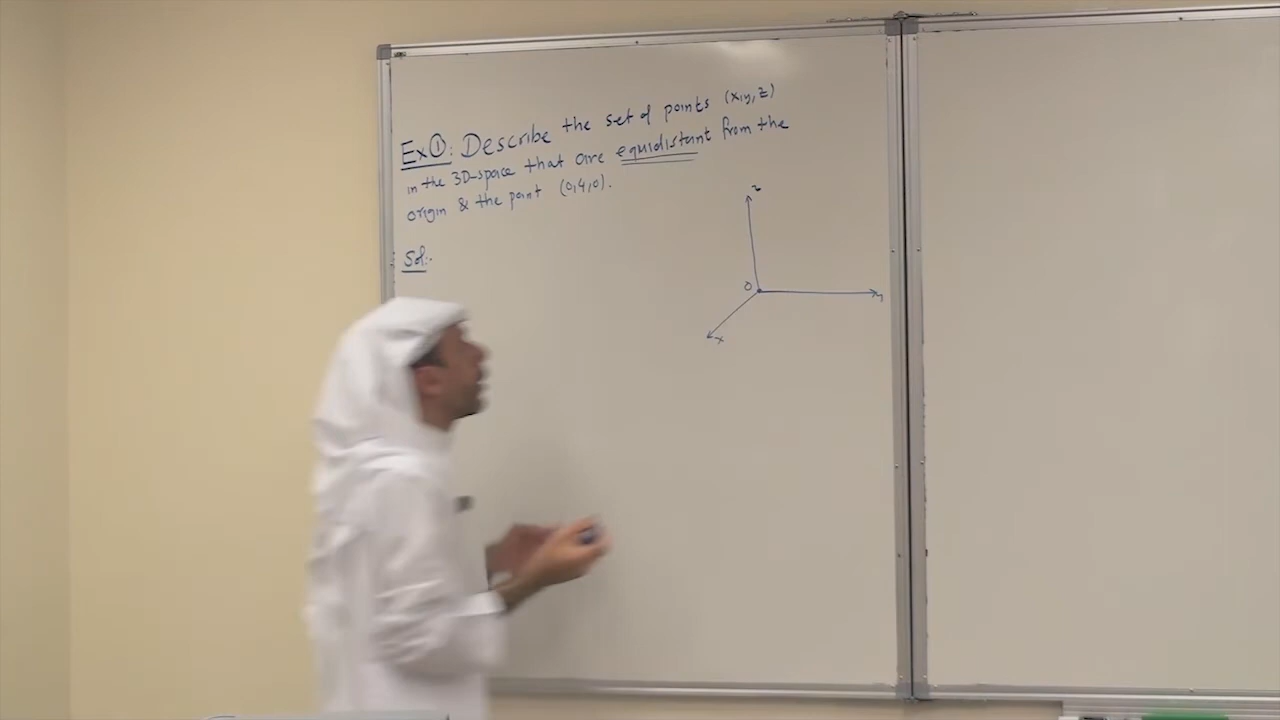 Ex①: Describe the set of points (x,y,z)
in the 3D-space that are equidistant from the
origin & the point (0,4,0).
Sol:.
z
0
y
x